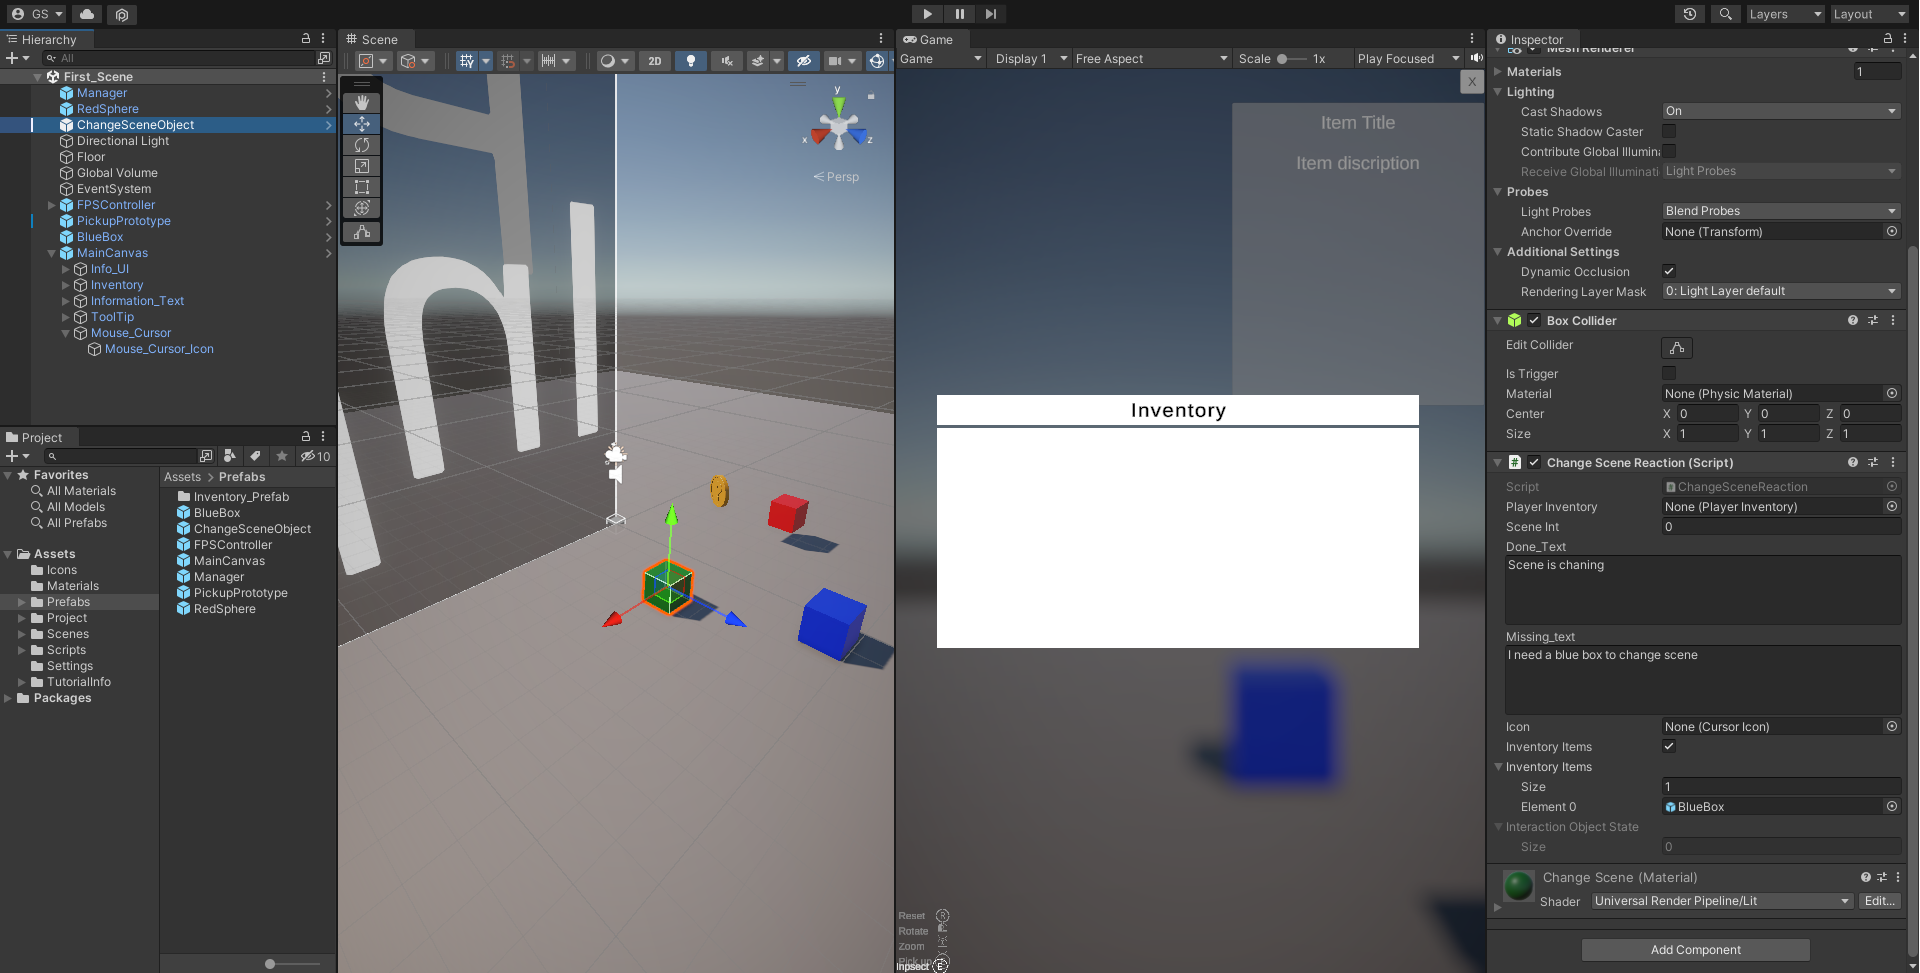 GS
Layers
Layout
Hierarchy
All
First_Scene
Manager
RedSphere
ChangeSceneObject
Directional Light
Floor
Global Volume
EventSystem
FPSController
PickupPrototype
BlueBox
MainCanvas
Info_UI
Inventory
Information_Text
ToolTip
Mouse_Cursor
Mouse_Cursor_Icon
Project
10
Favorites
All Materials
All Models
All Prefabs
Assets
Icons
Materials
Prefabs
Project
Scenes
Scripts
Settings
TutorialInfo
Packages
Assets > Prefabs
Inventory_Prefab
BlueBox
ChangeSceneObject
FPSController
MainCanvas
Manager
PickupPrototype
RedSphere
Scene
2D
y
x
z
Persp
Game
Game
Display 1
Free Aspect
Scale
1x
Play Focused
X
Item Title
Item discription
Inventory
Reset R
Rotate
Zoom
Pick up
Inpsect E
Inspector
Mesh Renderer
Materials 1
Lighting
Cast Shadows On
Static Shadow Caster
Contribute Global Illumin
Receive Global Illuminati Light Probes
Probes
Light Probes Blend Probes
Anchor Override None (Transform)
Additional Settings
Dynamic Occlusion
Rendering Layer Mask 0: Light Layer default
Box Collider
Edit Collider
Is Trigger
Material None (Physic Material)
Center X 0 Y 0 Z 0
Size X 1 Y 1 Z 1
Change Scene Reaction (Script)
Script ChangeSceneReaction
Player Inventory None (Player Inventory)
Scene Int 0
Done_Text
Scene is chaning
Missing_text
I need a blue box to change scene
Icon None (Cursor Icon)
Inventory Items
Inventory Items
Size 1
Element 0 BlueBox
Interaction Object State
Size 0
Change Scene (Material)
Shader Universal Render Pipeline/Lit Edit...
Add Component